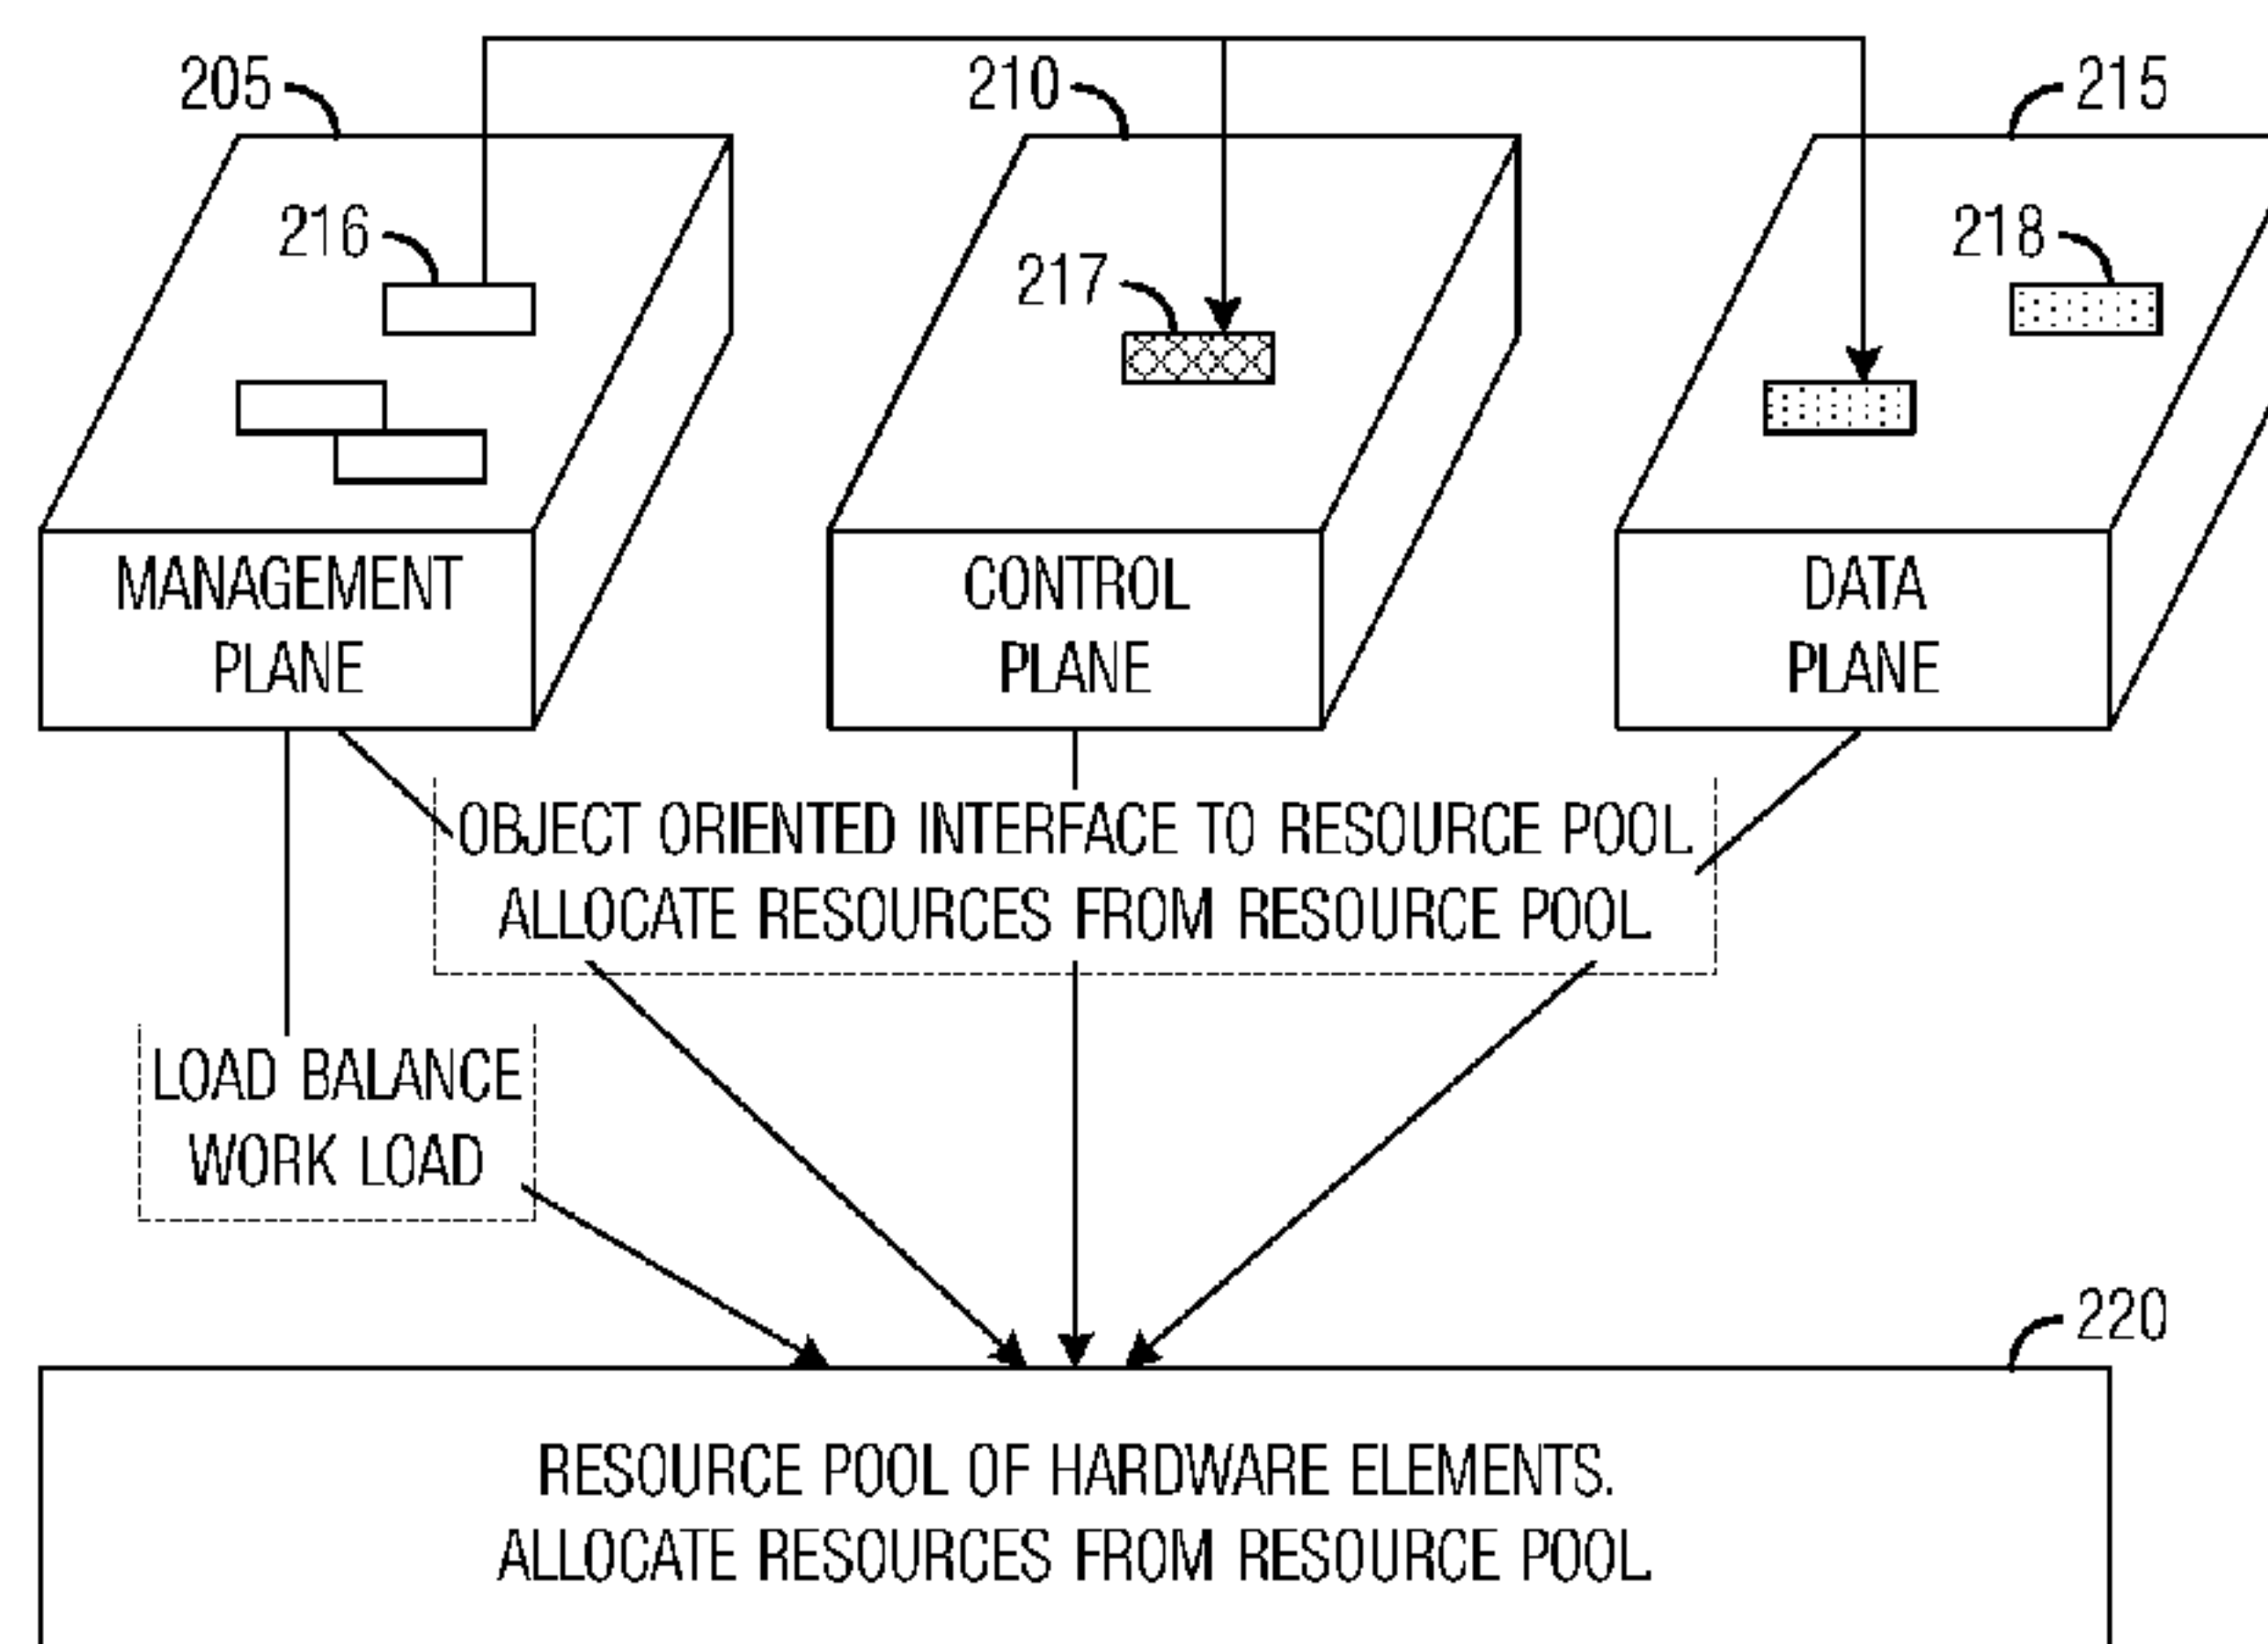 205
210
215
216
217
218
MANAGEMENT
PLANE
CONTROL
PLANE
DATA
PLANE
OBJECT ORIENTED INTERFACE TO RESOURCE POOL.
ALLOCATE RESOURCES FROM RESOURCE POOL.
LOAD BALANCE
WORK LOAD
220
RESOURCE POOL OF HARDWARE ELEMENTS.
ALLOCATE RESOURCES FROM RESOURCE POOL.